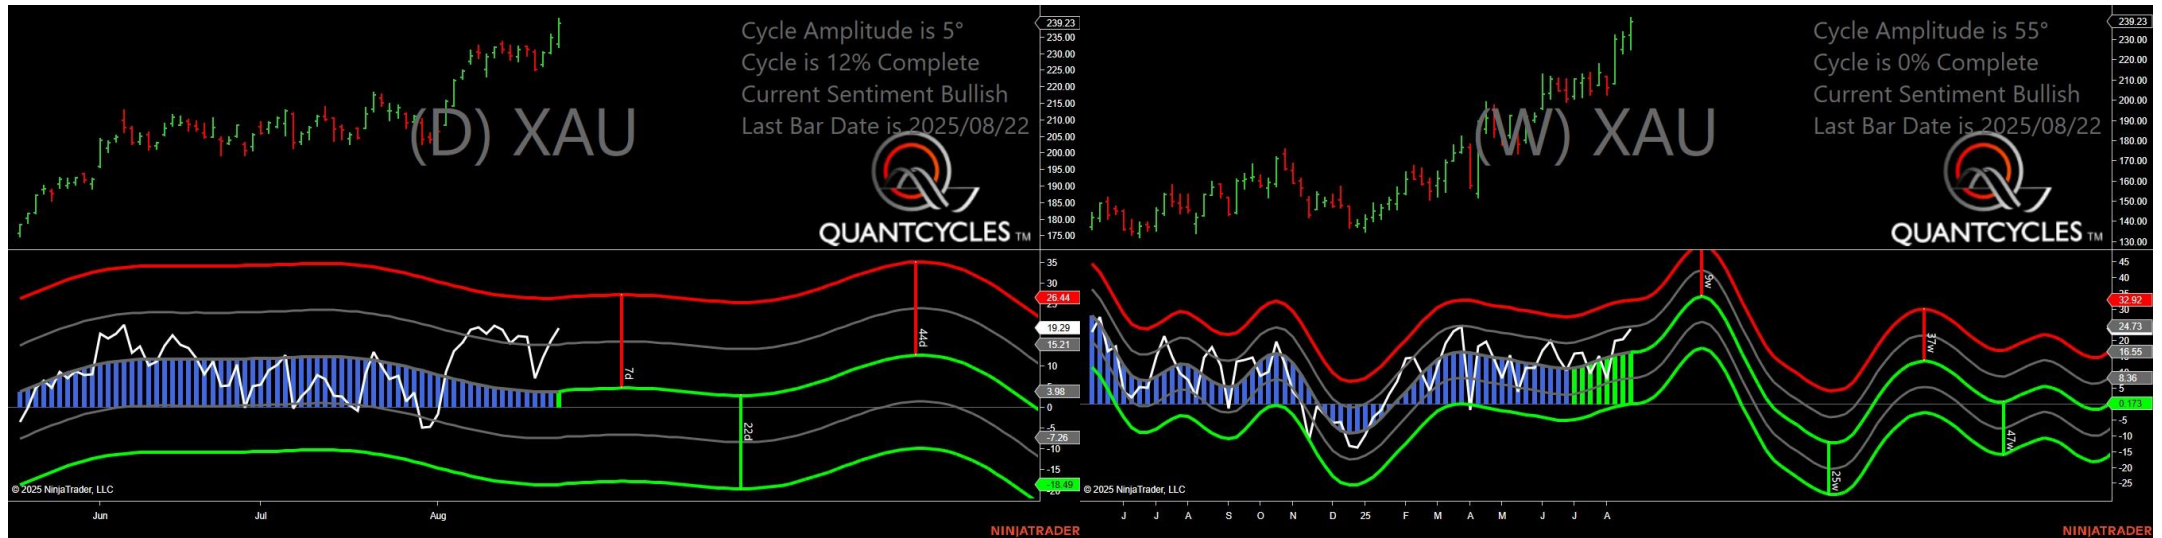 Cycle Amplitude is 5°
Cycle is 12% Complete
Current Sentiment Bullish
Last Bar Date is 2025/08/22
(D) XAU
QUANTCYCLES TM
239.23
235.00
230.00
225.00
220.00
215.00
210.00
205.00
200.00
195.00
190.00
185.00
180.00
175.00
35
30
26.44
19.29
15.21
10
5
3.98
0
-5
-7.26
-10
-15
-18.49
7d
22d
44d
© 2025 NinjaTrader, LLC
Jun Jul Aug
NINJATRADER
Cycle Amplitude is 55°
Cycle is 0% Complete
Current Sentiment Bullish
Last Bar Date is 2025/08/22
(W) XAU
QUANTCYCLES TM
239.23
230.00
220.00
210.00
200.00
190.00
180.00
170.00
160.00
150.00
140.00
130.00
45
40
35
32.92
24.73
20
16.55
8.36
5
0.173
-5
-10
-15
-20
-25
9w
25w
37w
47w
© 2025 NinjaTrader, LLC
J J A S O N D 25 F M A M J J A
NINJATRADER